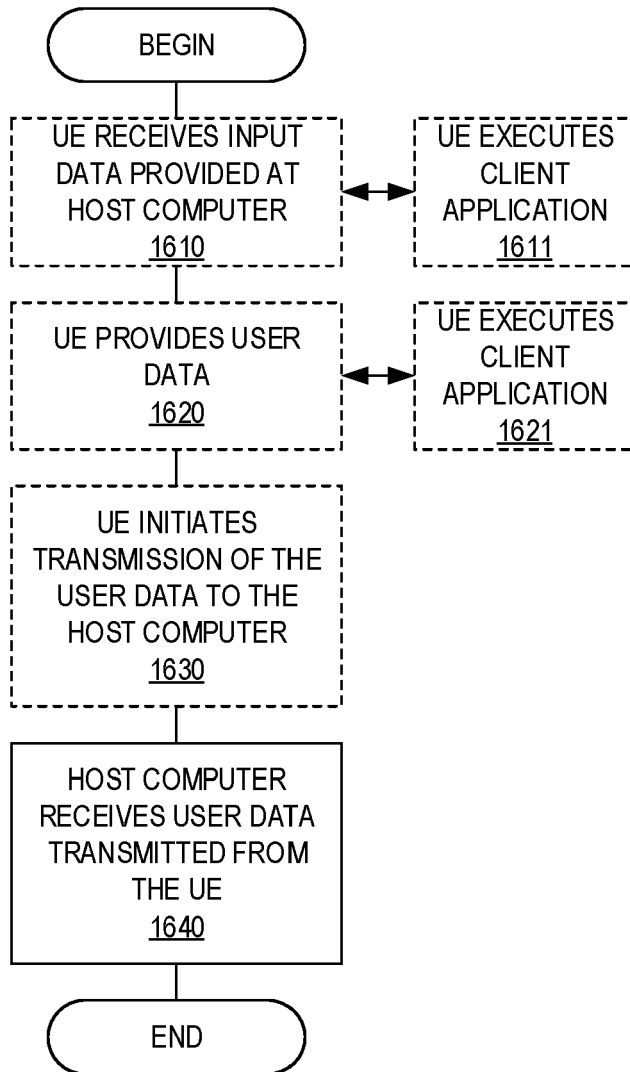 BEGIN
UE RECEIVES INPUT
DATA PROVIDED AT
HOST COMPUTER
1610
UE EXECUTES
CLIENT
APPLICATION
1611
UE PROVIDES USER
DATA
1620
UE EXECUTES
CLIENT
APPLICATION
1621
UE INITIATES
TRANSMISSION OF THE
USER DATA TO THE
HOST COMPUTER
1630
HOST COMPUTER
RECEIVES USER DATA
TRANSMITTED FROM
THE UE
1640
END